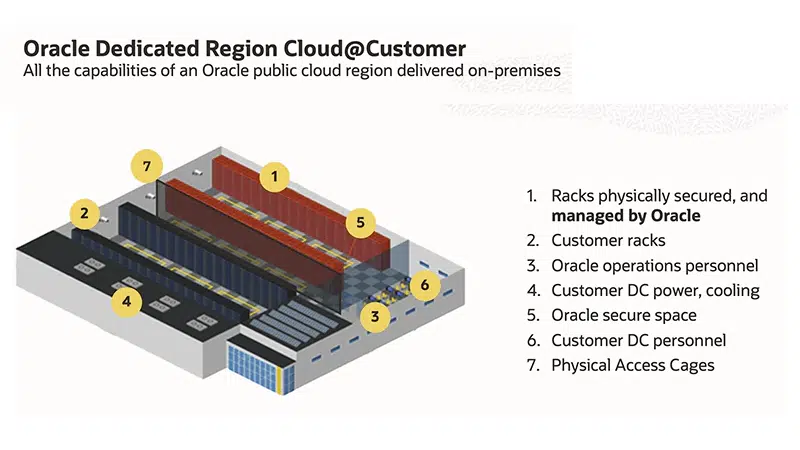 Oracle Dedicated Region Cloud@Customer
All the capabilities of an Oracle public cloud region delivered on-premises
7
1
2
5
6
4
3
1. Racks physically secured, and
managed by Oracle
2. Customer racks
3. Oracle operations personnel
4. Customer DC power, cooling
5. Oracle secure space
6. Customer DC personnel
7. Physical Access Cages